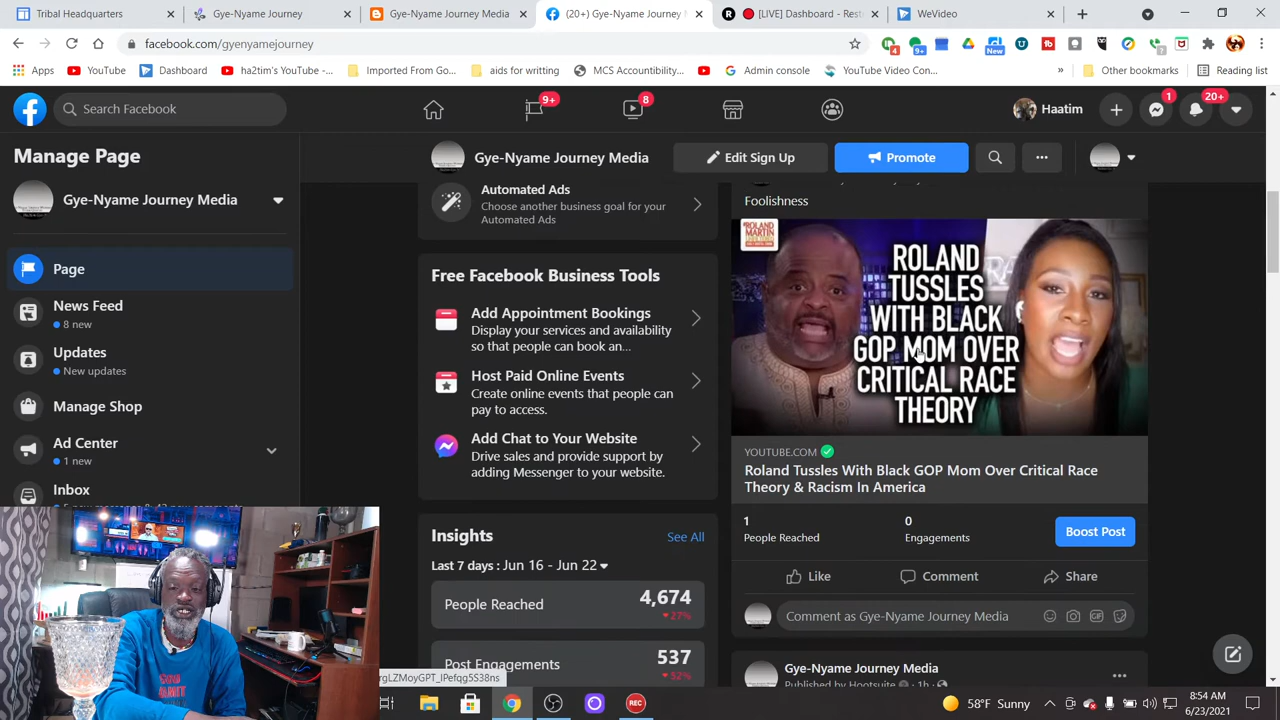 Tribal Headquarters
Gye-Nyame Journey
Gye-Nyame Journey Media
(20+) Gye-Nyame Journey
[LIVE] Dashboard - Rest
WeVideo
facebook.com/gyenyamejourney
4
9+
New
Apps
YouTube
Dashboard
ha2tim's YouTube -...
Imported From Go...
aids for writting
MCS Accountibility...
Admin console
YouTube Video Con...
»
Other bookmarks
Reading list
Search Facebook
9+
8
Haatim
1
20+
Manage Page
Gye-Nyame Journey Media
Page
News Feed
8 new
Updates
New updates
Manage Shop
Ad Center
1 new
Inbox
Gye-Nyame Journey Media
Edit Sign Up
Promote
Automated Ads
Choose another business goal for your
Automated Ads
Free Facebook Business Tools
Add Appointment Bookings
Display your services and availability
so that people can book an...
Host Paid Online Events
Create online events that people can
pay to access.
Add Chat to Your Website
Drive sales and provide support by
adding Messenger to your website.
Insights
See All
Last 7 days : Jun 16 - Jun 22
People Reached
4,674
27%
Post Engagements
537
52%
Foolishness
ROLAND MARTIN
ROLAND
TUSSLES
WITH BLACK
GOP MOM OVER
CRITICAL RACE
THEORY
YOUTUBE.COM
Roland Tussles With Black GOP Mom Over Critical Race
Theory & Racism In America
1
People Reached
0
Engagements
Boost Post
Like
Comment
Share
Comment as Gye-Nyame Journey Media
GIF
Gye-Nyame Journey Media
Published by Hootsuite · 1h ·
rgLZMoyGPT_lPefqg5S38ns
REC
58°F Sunny
8:54 AM
6/23/2021